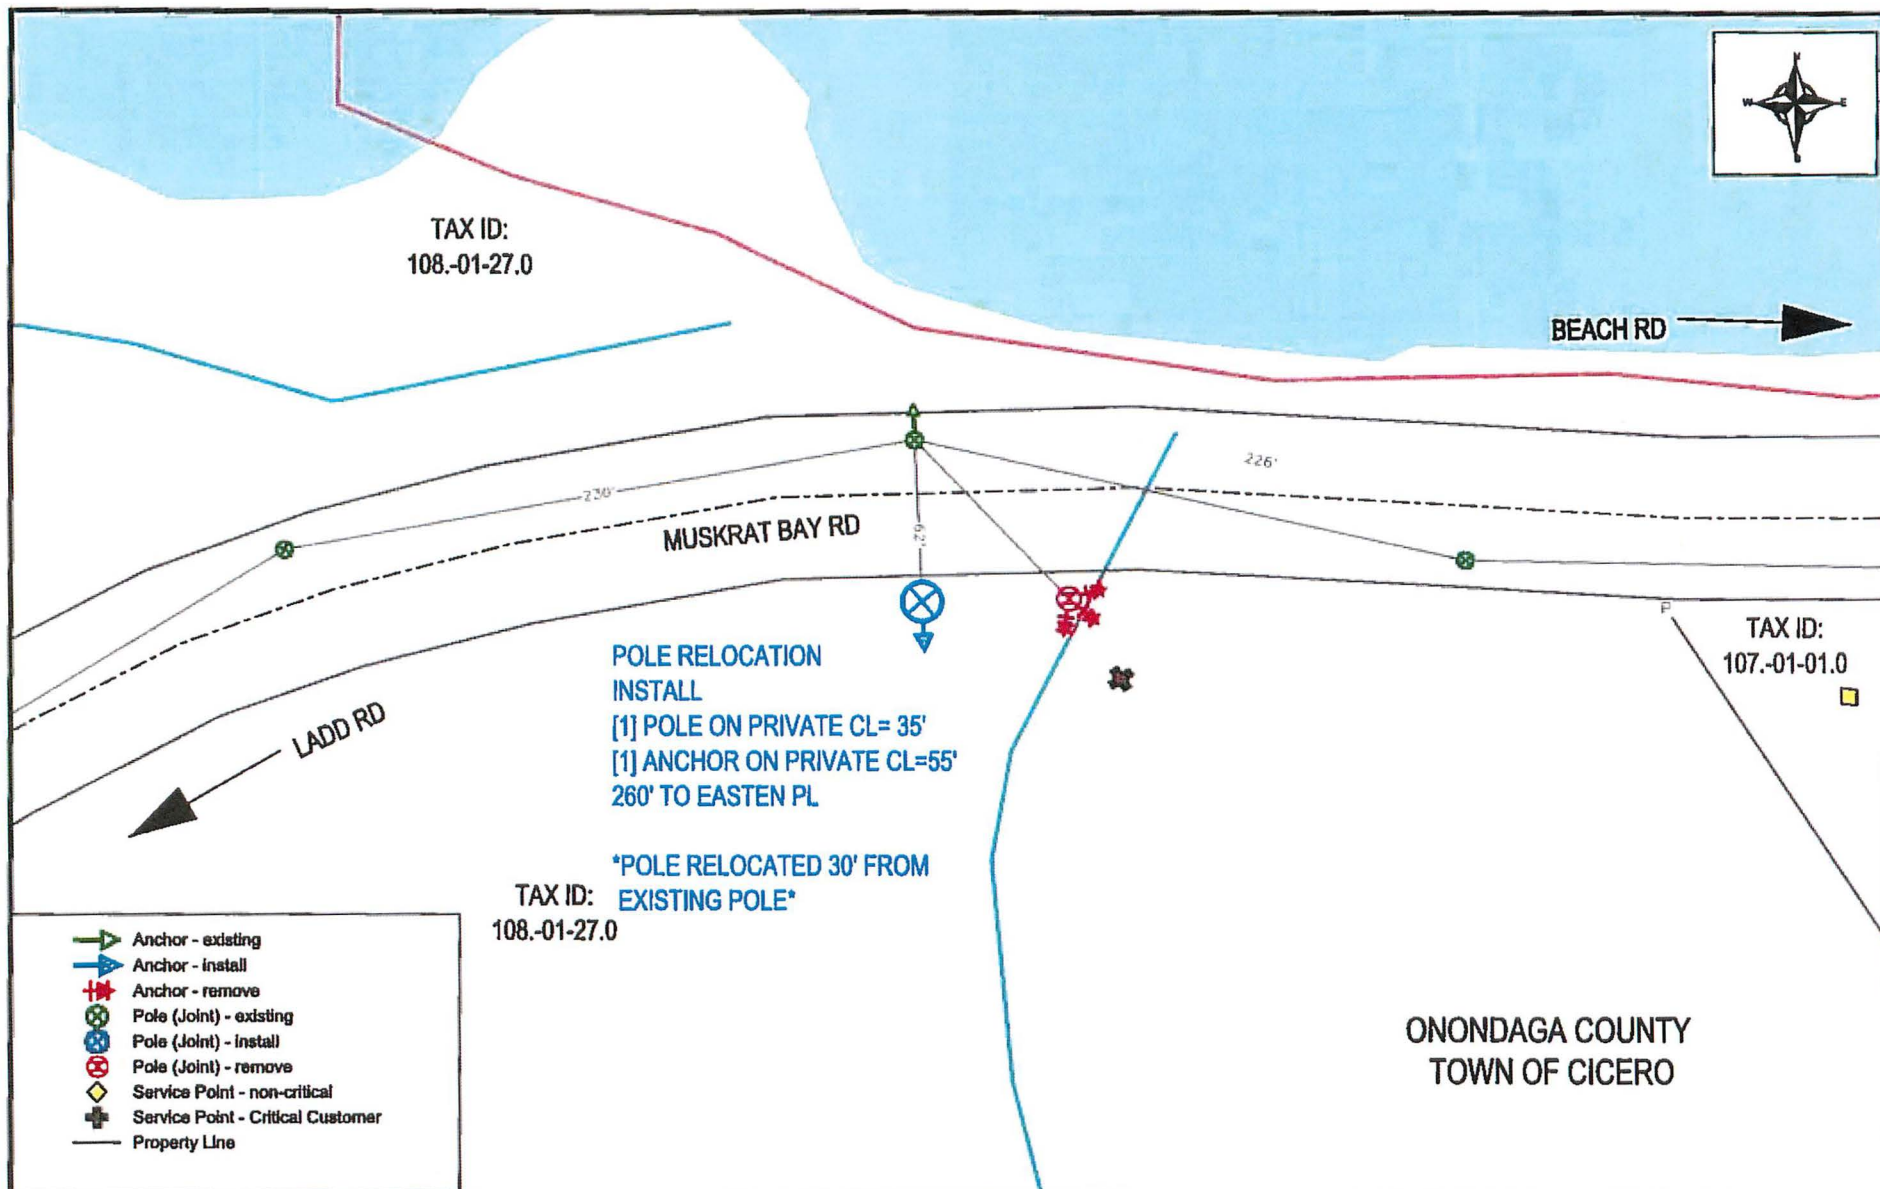 N
W E
S
TAX ID:
108.-01-27.0
BEACH RD
226'
230'
MUSKRAT BAY RD
62'
P
TAX ID:
107.-01-01.0
LADD RD
POLE RELOCATION
INSTALL
[1] POLE ON PRIVATE CL= 35'
[1] ANCHOR ON PRIVATE CL=55'
260' TO EASTEN PL
*POLE RELOCATED 30' FROM
EXISTING POLE*
TAX ID:
108.-01-27.0
Anchor - existing
Anchor - install
Anchor - remove
Pole (Joint) - existing
Pole (Joint) - install
Pole (Joint) - remove
Service Point - non-critical
Service Point - Critical Customer
Property Line
ONONDAGA COUNTY
TOWN OF CICERO